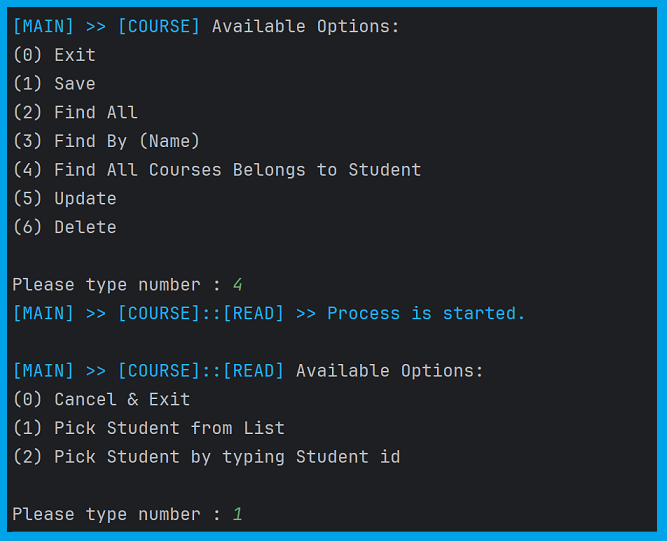 [MAIN] >> [COURSE] Available Options:
(0) Exit
(1) Save
(2) Find All
(3) Find By (Name)
(4) Find All Courses Belongs to Student
(5) Update
(6) Delete
Please type number : 4
[MAIN] >> [COURSE]::[READ] >> Process is started.
[MAIN] >> [COURSE]::[READ] Available Options:
(0) Cancel & Exit
(1) Pick Student from List
(2) Pick Student by typing Student id
Please type number : 1